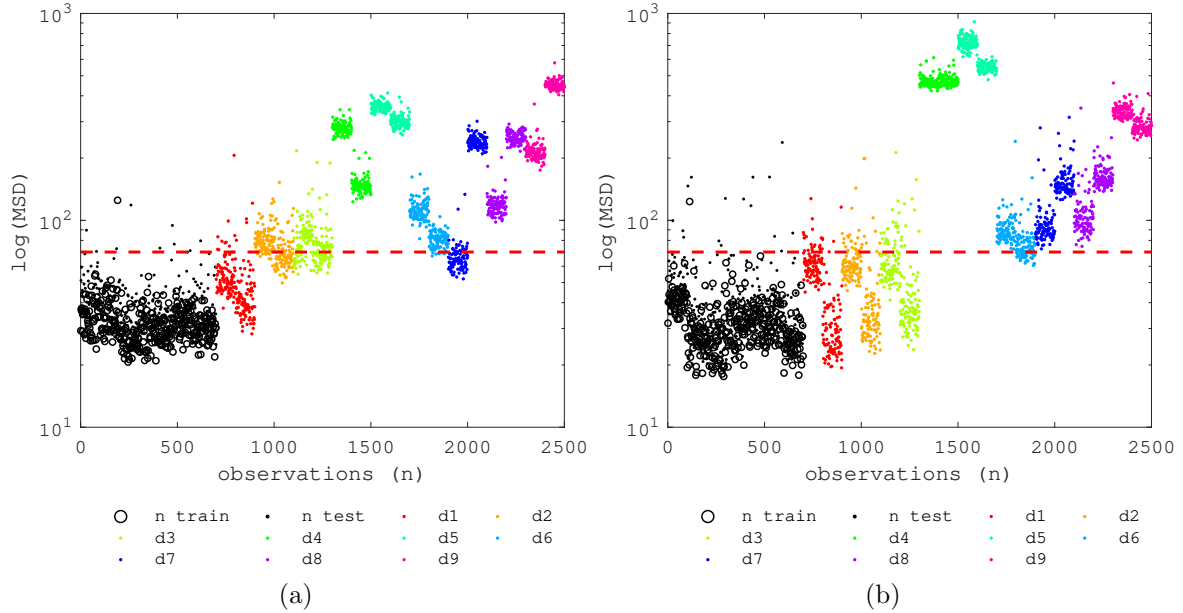 10^3
10^2
10^1
log(MSD)
0 500 1000 1500 2000 2500
observations (n)
n train n test d1 d2
d3 d4 d5 d6
d7 d8 d9
(a)
10^3
10^2
10^1
log(MSD)
0 500 1000 1500 2000 2500
observations (n)
n train n test d1 d2
d3 d4 d5 d6
d7 d8 d9
(b)